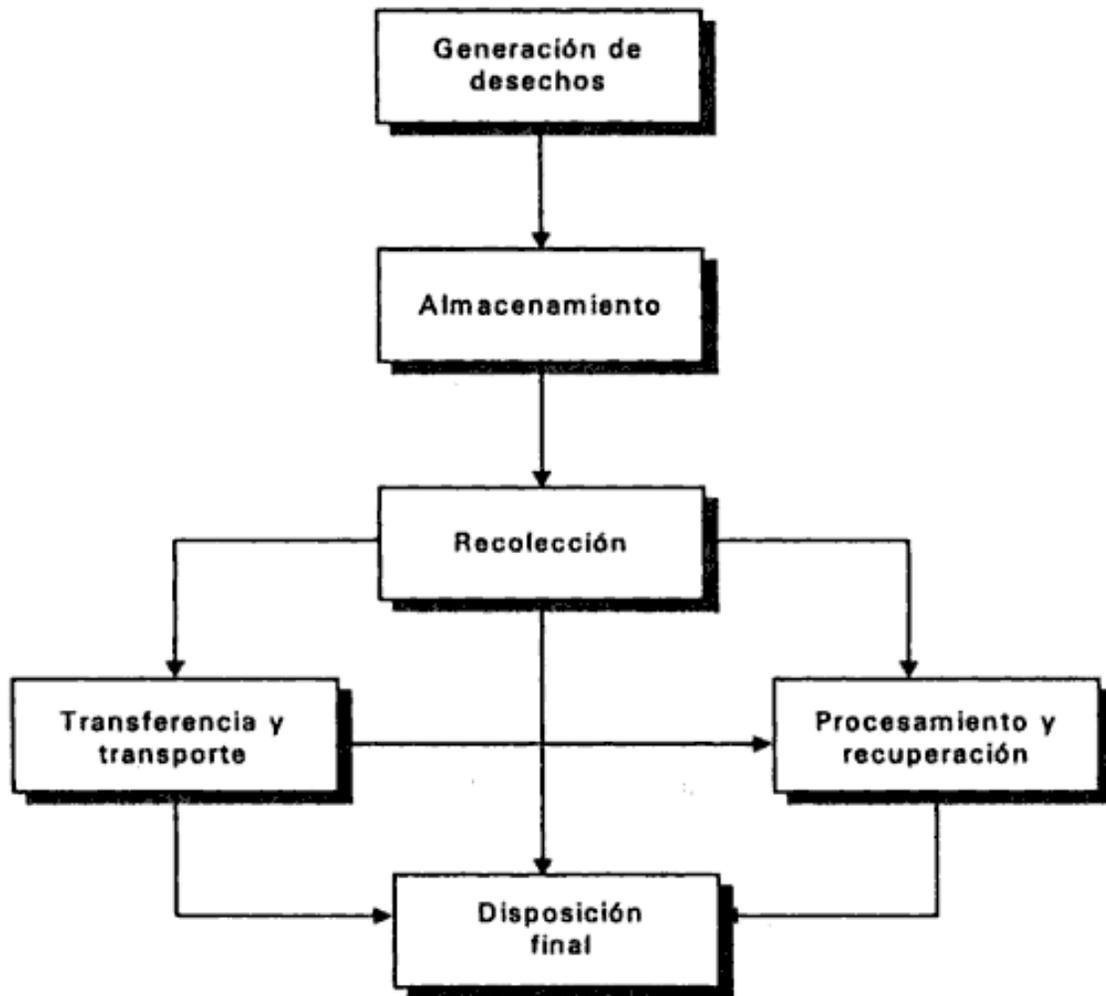 Generación de
desechos
Almacenamiento
Recolección
Transferencia y
transporte
Procesamiento y
recuperación
Disposición
final